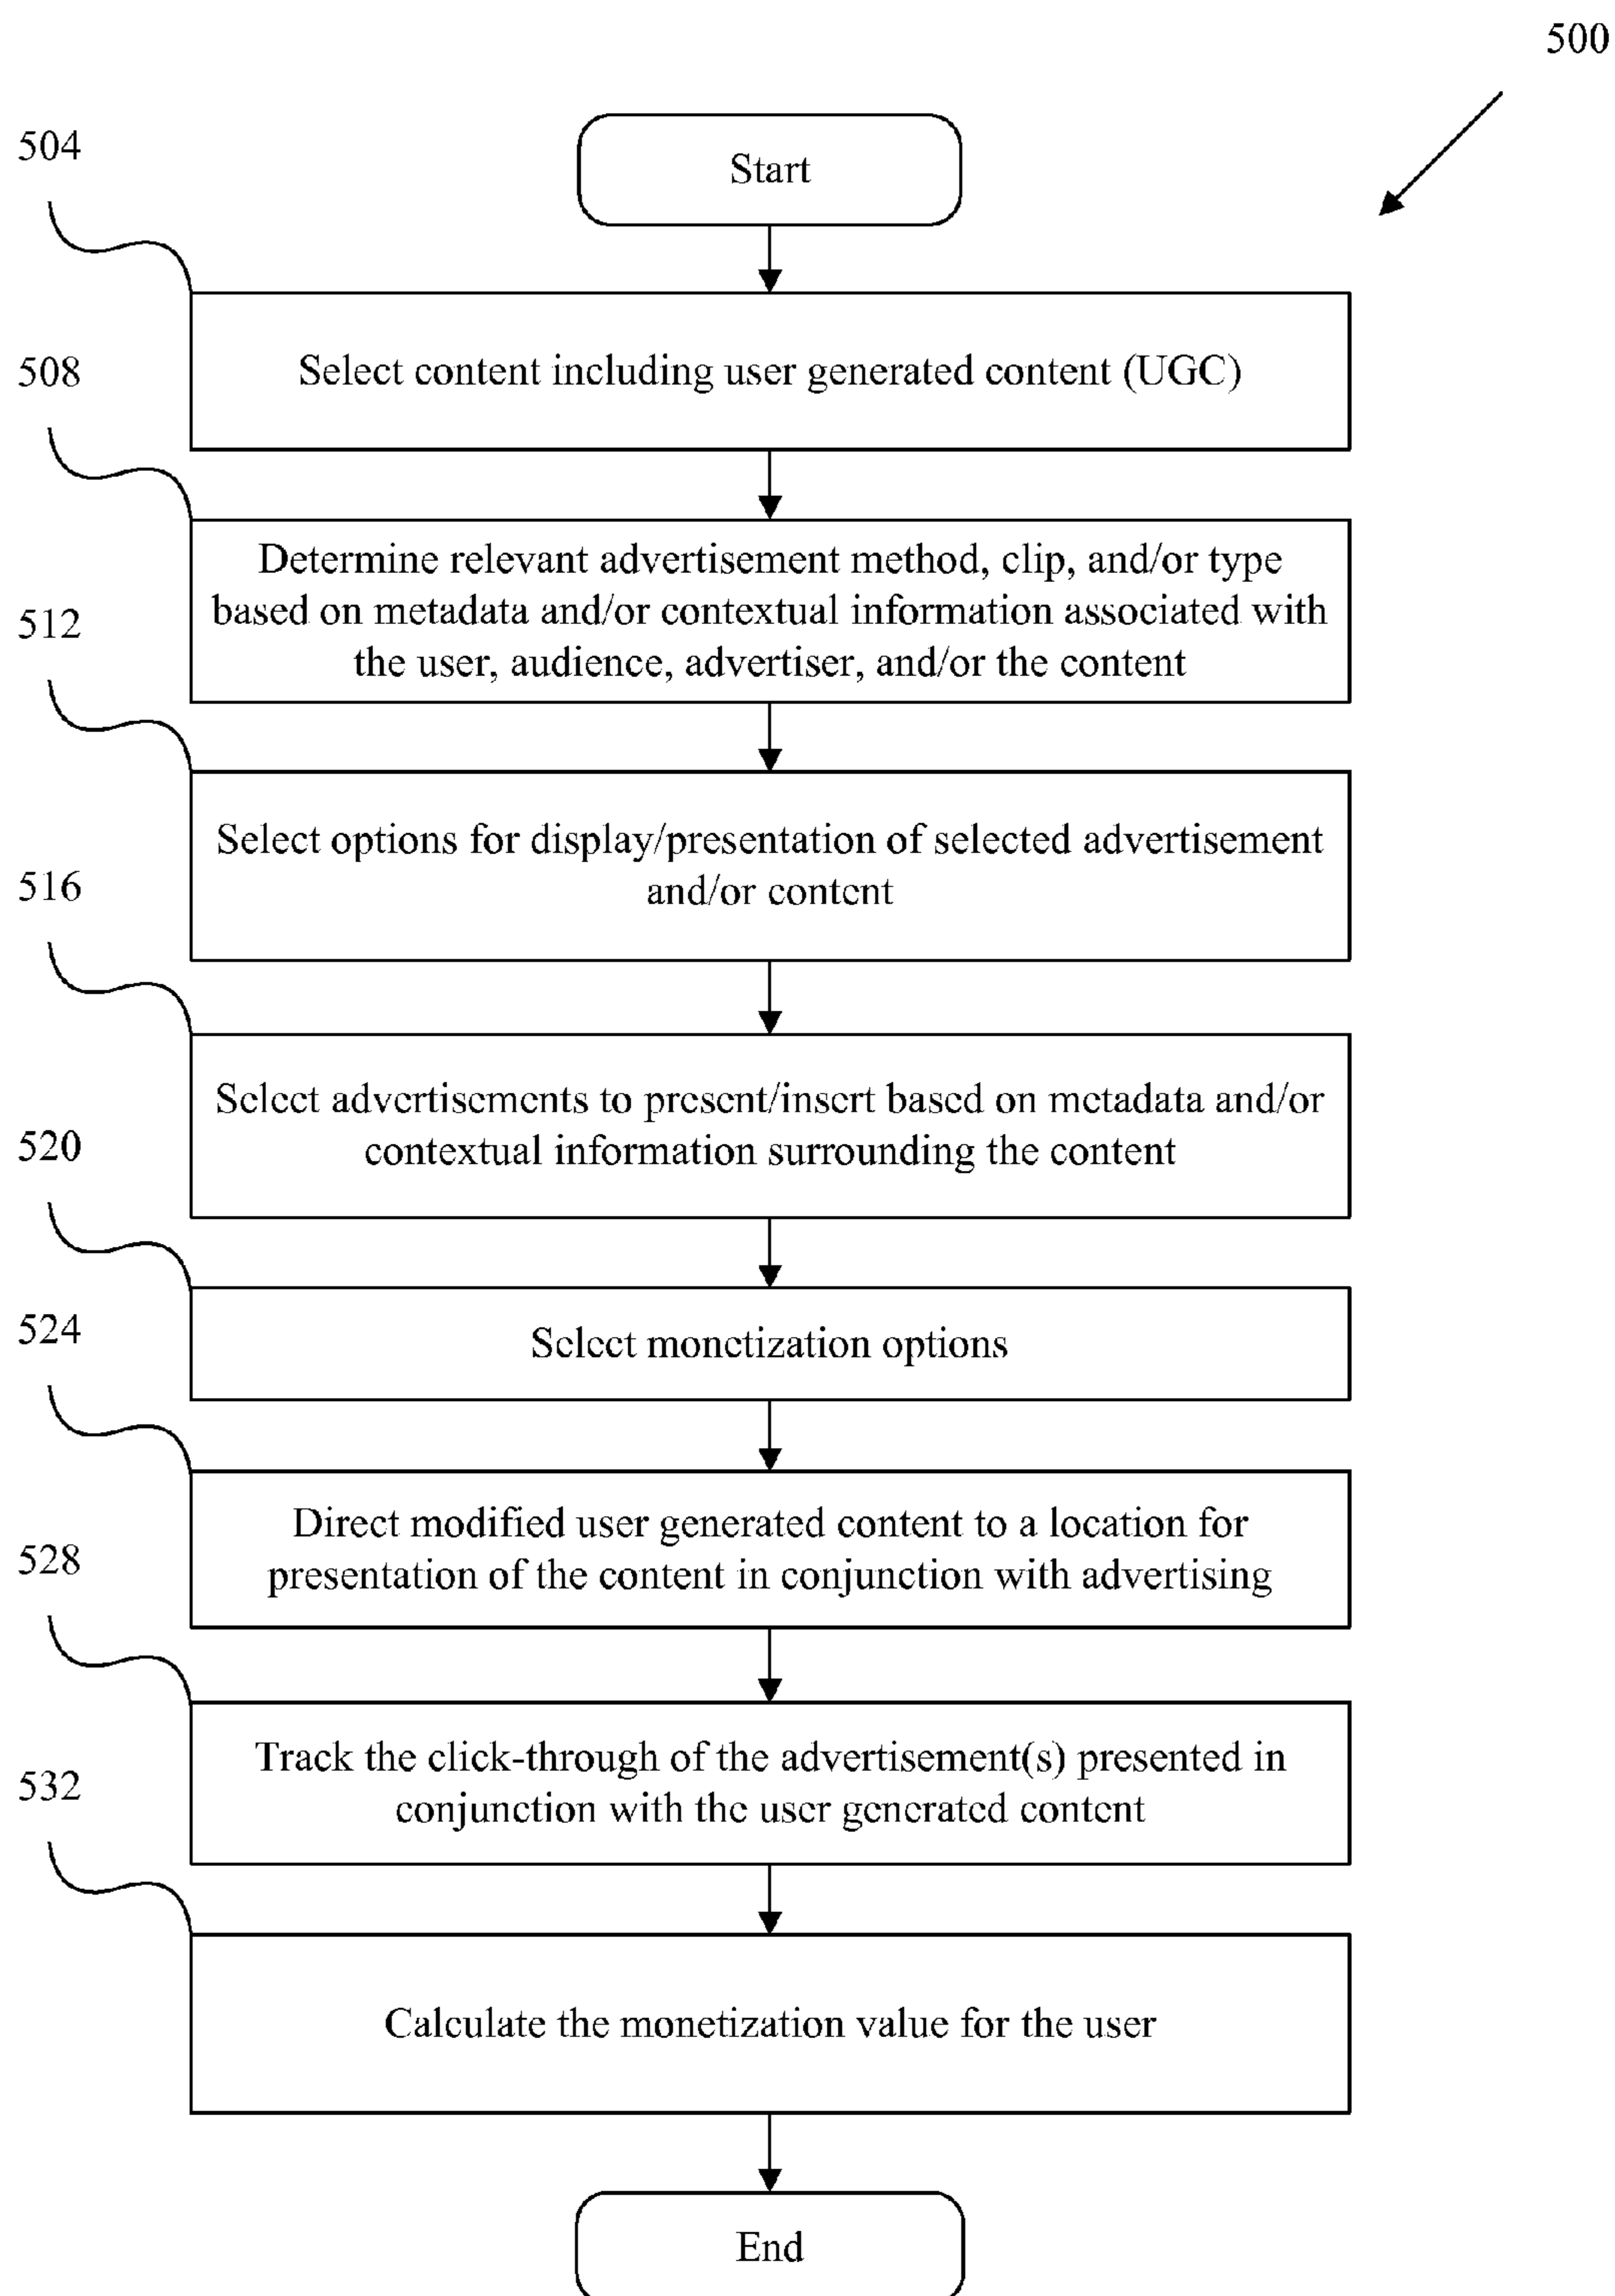 500
Start
504
Select content including user generated content (UGC)
508
Determine relevant advertisement method, clip, and/or type
based on metadata and/or contextual information associated with
the user, audience, advertiser, and/or the content
512
Select options for display/presentation of selected advertisement
and/or content
516
Select advertisements to present/insert based on metadata and/or
contextual information surrounding the content
520
Select monetization options
524
Direct modified user generated content to a location for
presentation of the content in conjunction with advertising
528
Track the click-through of the advertisement(s) presented in
conjunction with the user generated content
532
Calculate the monetization value for the user
End